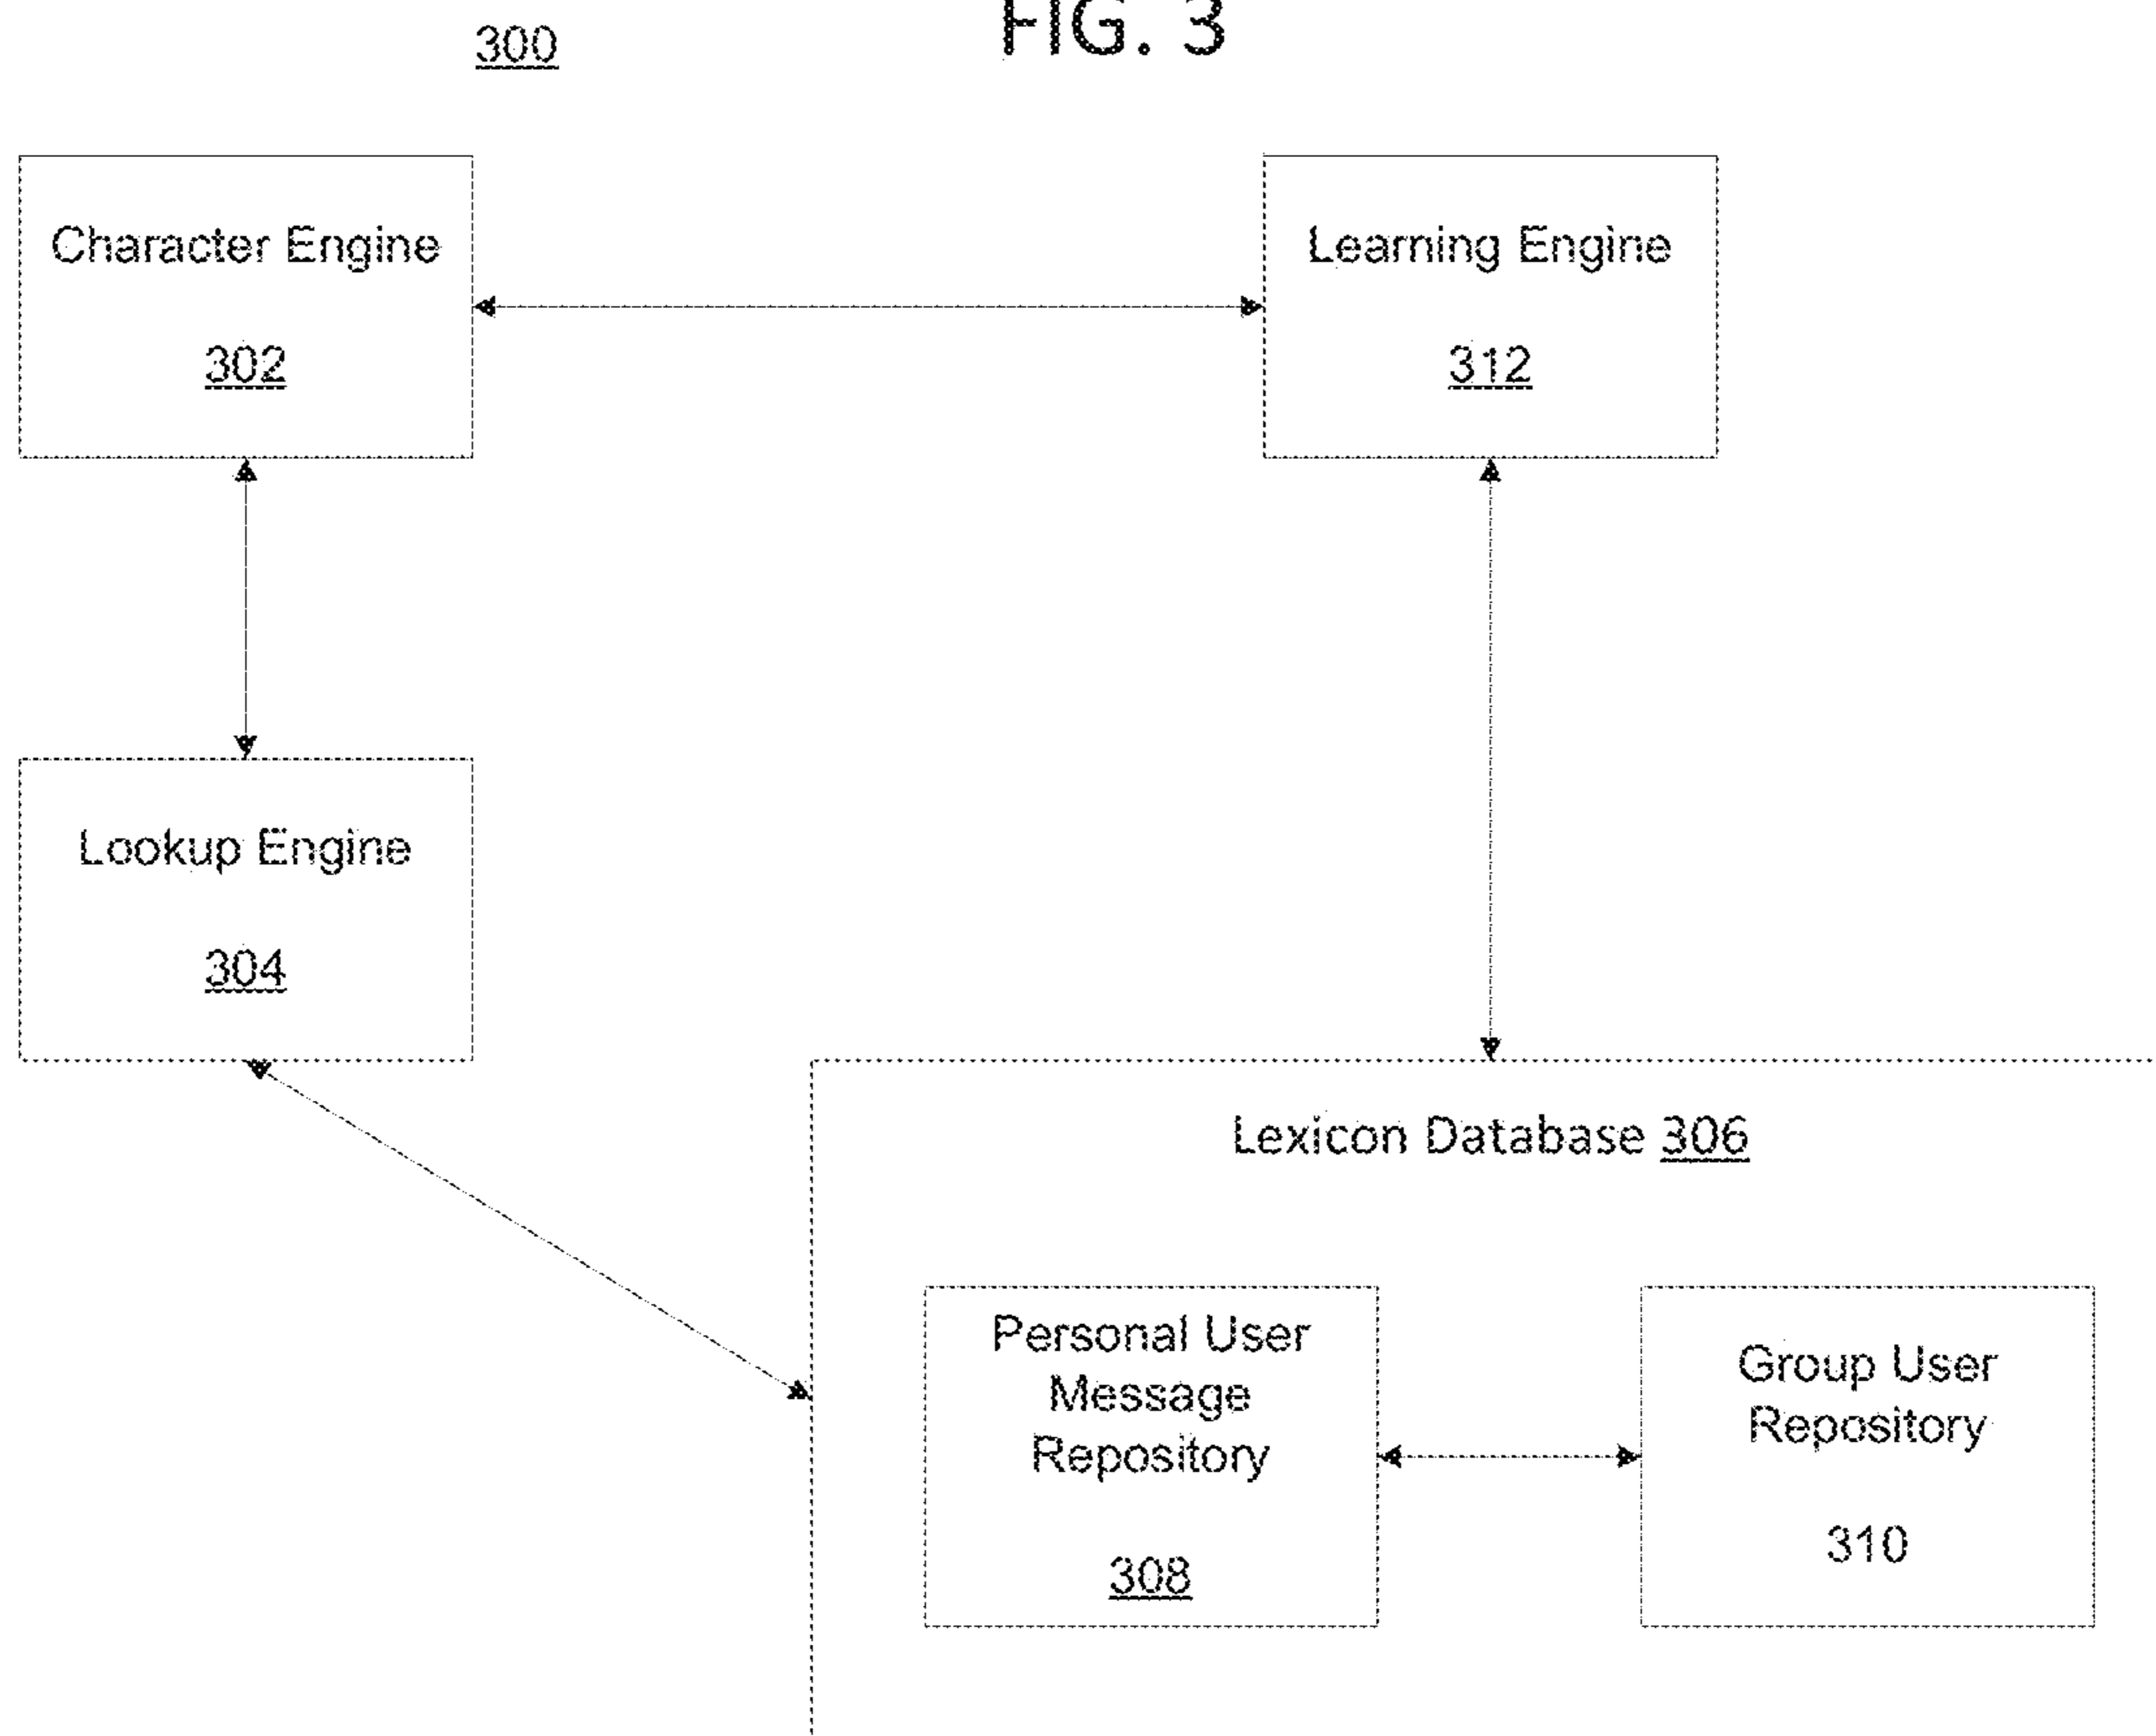 300
FIG. 3
Character Engine
302
Learning Engine
312
Lookup Engine
304
Lexicon Database 306
Personal User
Message
Repository
308
Group User
Repository
310